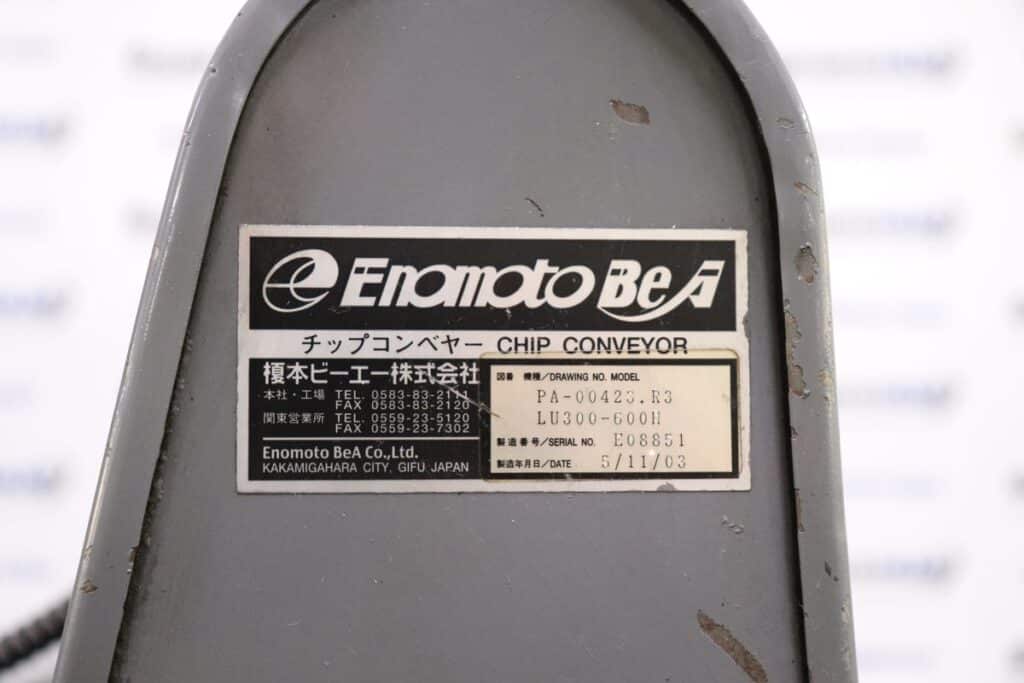 e Enomoto BeA
チップコンベヤー CHIP CONVEYOR
榎本ビーエー株式会社
本社・工場 TEL. 0583-83-2111
FAX 0583-83-2120
関東営業所 TEL. 0559-23-5120
FAX 0559-23-7302
Enomoto BeA Co.,Ltd.
KAKAMIGAHARA CITY, GIFU JAPAN
図番 機種/DRAWING NO. MODEL
PA-00423.R3
LU300-600H
製造番号/SERIAL NO. E08851
製造年月日/DATE 5/11/03